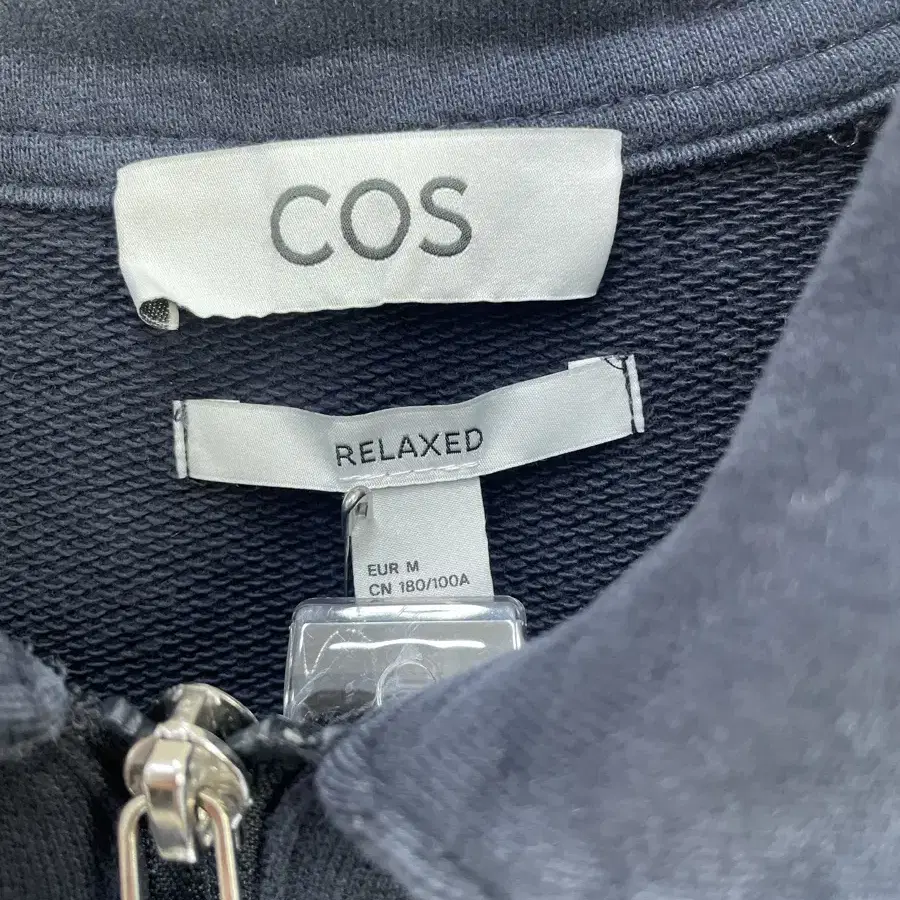 COS
RELAXED
EUR M
CN 180/100A